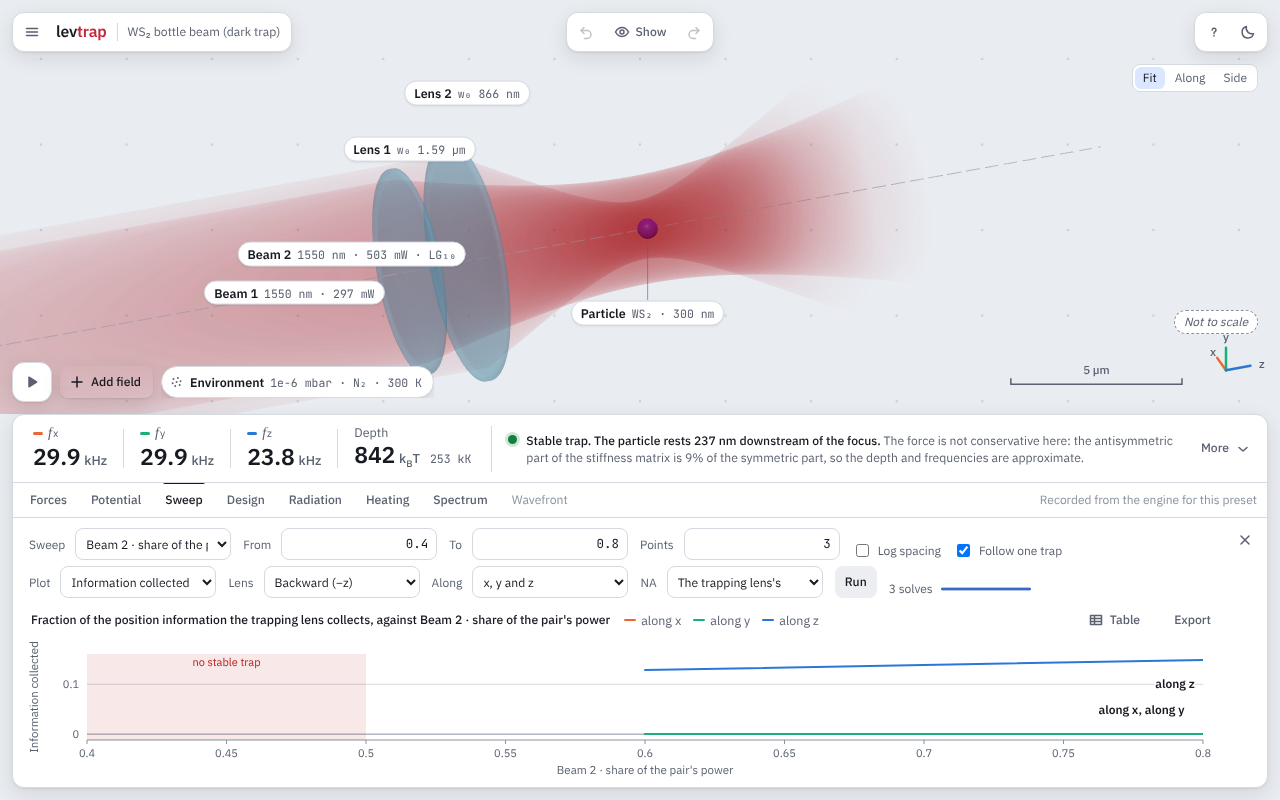 levtrap WS₂ bottle beam (dark trap)
Show
?
Fit Along Side
Lens 2 w₀ 866 nm
Lens 1 w₀ 1.59 µm
Beam 2 1550 nm · 503 mW · LG₁₀
Beam 1 1550 nm · 297 mW
Particle WS₂ · 300 nm
Not to scale
y
x
z
5 µm
Add field
Environment 1e-6 mbar · N₂ · 300 K
fx
29.9 kHz
fy
29.9 kHz
fz
23.8 kHz
Depth
842 kBT 253 kK
Stable trap. The particle rests 237 nm downstream of the focus. The force is not conservative here: the antisymmetric
part of the stiffness matrix is 9% of the symmetric part, so the depth and frequencies are approximate.
More
Forces Potential Sweep Design Radiation Heating Spectrum Wavefront
Recorded from the engine for this preset
Sweep Beam 2 · share of the p From 0.4 To 0.8 Points 3 Log spacing Follow one trap
Plot Information collected Lens Backward (−z) Along x, y and z NA The trapping lens's Run 3 solves
Fraction of the position information the trapping lens collects, against Beam 2 · share of the pair's power along x along y along z
Table Export
Information collected
no stable trap
0.1
0
along z
along x, along y
0.4 0.45 0.5 0.55 0.6 0.65 0.7 0.75 0.8
Beam 2 · share of the pair's power